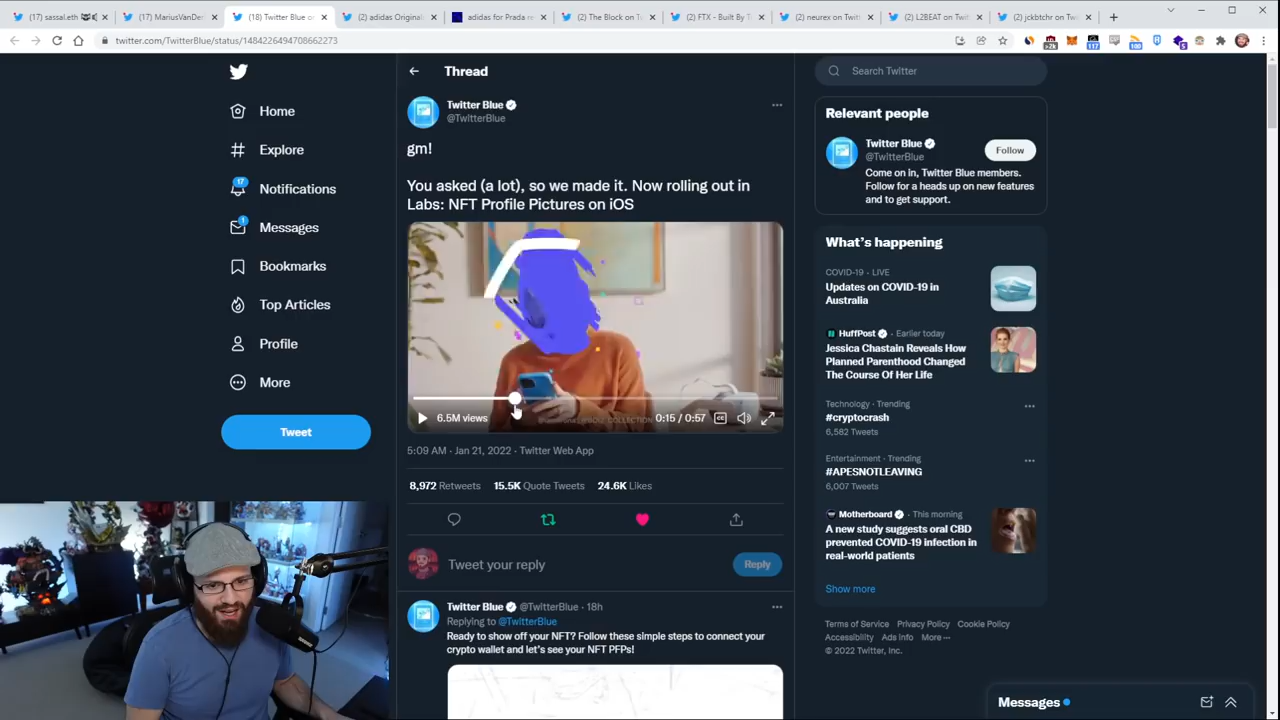 (17) sassal.eth
(17) MariusVanDer
(18) Twitter Blue on
adidas Original
adidas for Prada re
The Block on T
FTX - Built By
neurex on Twit
L2BEAT on Twi
jckbtchr on Twit
twitter.com/TwitterBlue/status/1484226494708662273
Home
Explore
17
Notifications
1
Messages
Bookmarks
Top Articles
Profile
More
Tweet
Thread
Twitter Blue
@TwitterBlue
gm!
You asked (a lot), so we made it. Now rolling out in
Labs: NFT Profile Pictures on iOS
6.5M views
0:15 / 0:57
5:09 AM · Jan 21, 2022 · Twitter Web App
8,972 Retweets 15.5K Quote Tweets 24.6K Likes
Tweet your reply
Reply
Twitter Blue @TwitterBlue · 18h
Replying to @TwitterBlue
Ready to show off your NFT? Follow these simple steps to connect your
crypto wallet and let's see your NFT PFPs!
Search Twitter
Relevant people
Twitter Blue
@TwitterBlue
Follow
Come on in, Twitter Blue members.
Follow for a heads up on new features
and to get support.
What's happening
COVID-19 · LIVE
Updates on COVID-19 in
Australia
HuffPost · Earlier today
Jessica Chastain Reveals How
Planned Parenthood Changed
The Course Of Her Life
Technology · Trending
#cryptocrash
6,582 Tweets
Entertainment · Trending
#APESNOTLEAVING
6,007 Tweets
Motherboard · This morning
A new study suggests oral CBD
prevented COVID-19 infection in
real-world patients
Show more
Terms of Service Privacy Policy Cookie Policy
Accessibility Ads info More ···
© 2022 Twitter, Inc.
Messages